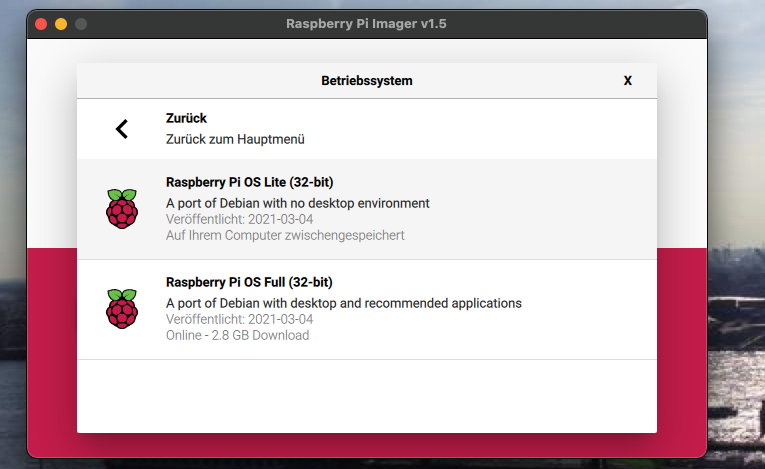 Raspberry Pi Imager v1.5
Betriebssystem X
Zurück
Zurück zum Hauptmenü
Raspberry Pi OS Lite (32-bit)
A port of Debian with no desktop environment
Veröffentlicht: 2021-03-04
Auf Ihrem Computer zwischengespeichert
Raspberry Pi OS Full (32-bit)
A port of Debian with desktop and recommended applications
Veröffentlicht: 2021-03-04
Online - 2.8 GB Download